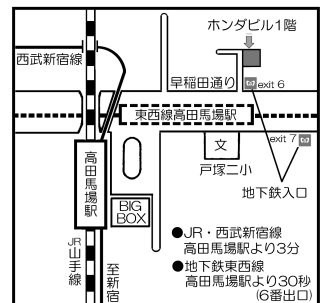 ホンダビル1階
西武新宿線
早稲田通り
exit 6
東西線高田馬場駅
exit 7
文
戸塚二小
地下鉄入口
高田馬場駅
BIG
BOX
JR
山手線
至新宿
●JR・西武新宿線
高田馬場駅より3分
●地下鉄東西線
高田馬場駅より30秒
(6番出口)